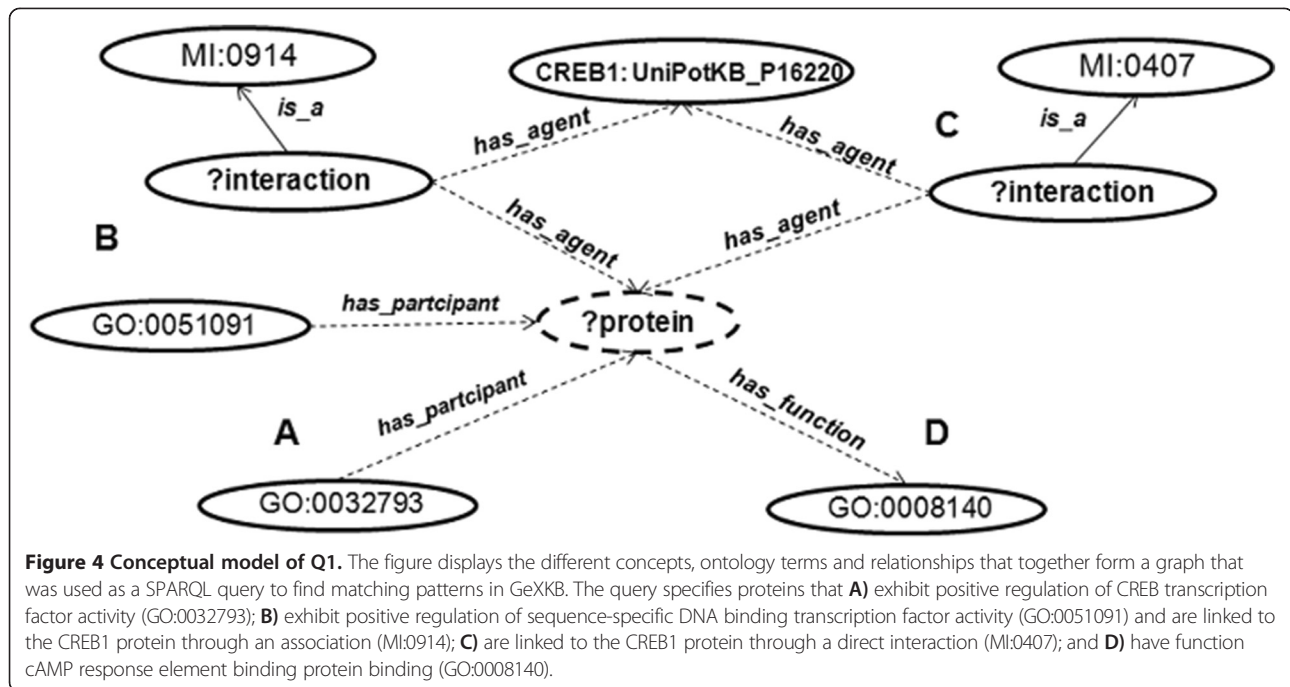 MI:0914
CREB1: UniPotKB_P16220
MI:0407
is_a
has_agent
has_agent
C
is_a
?interaction
?interaction
has_agent
has_agent
B
GO:0051091
has_partcipant
?protein
has_partcipant
has_function
A
D
GO:0032793
GO:0008140
Figure 4 Conceptual model of Q1. The figure displays the different concepts, ontology terms and relationships that together form a graph that
was used as a SPARQL query to find matching patterns in GeXKB. The query specifies proteins that A) exhibit positive regulation of CREB transcription
factor activity (GO:0032793); B) exhibit positive regulation of sequence-specific DNA binding transcription factor activity (GO:0051091) and are linked to
the CREB1 protein through an association (MI:0914); C) are linked to the CREB1 protein through a direct interaction (MI:0407); and D) have function
cAMP response element binding protein binding (GO:0008140).